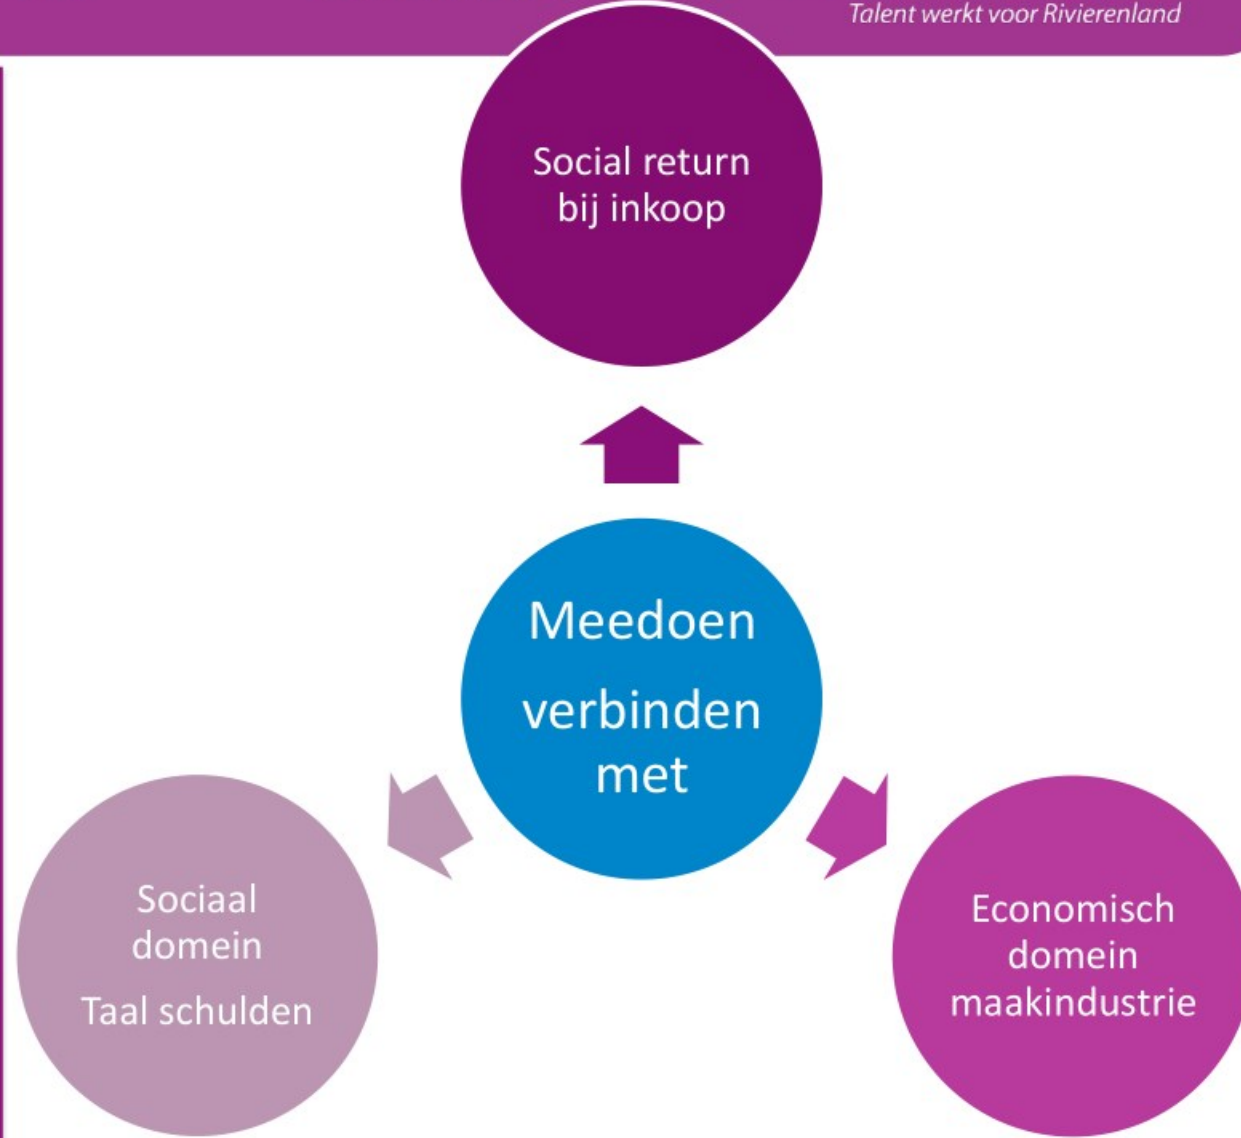 Talent werkt voor Rivierenland
Social return
bij inkoop
Meedoen
verbinden
met
Sociaal
domein
Taal schulden
Economisch
domein
maakindustrie